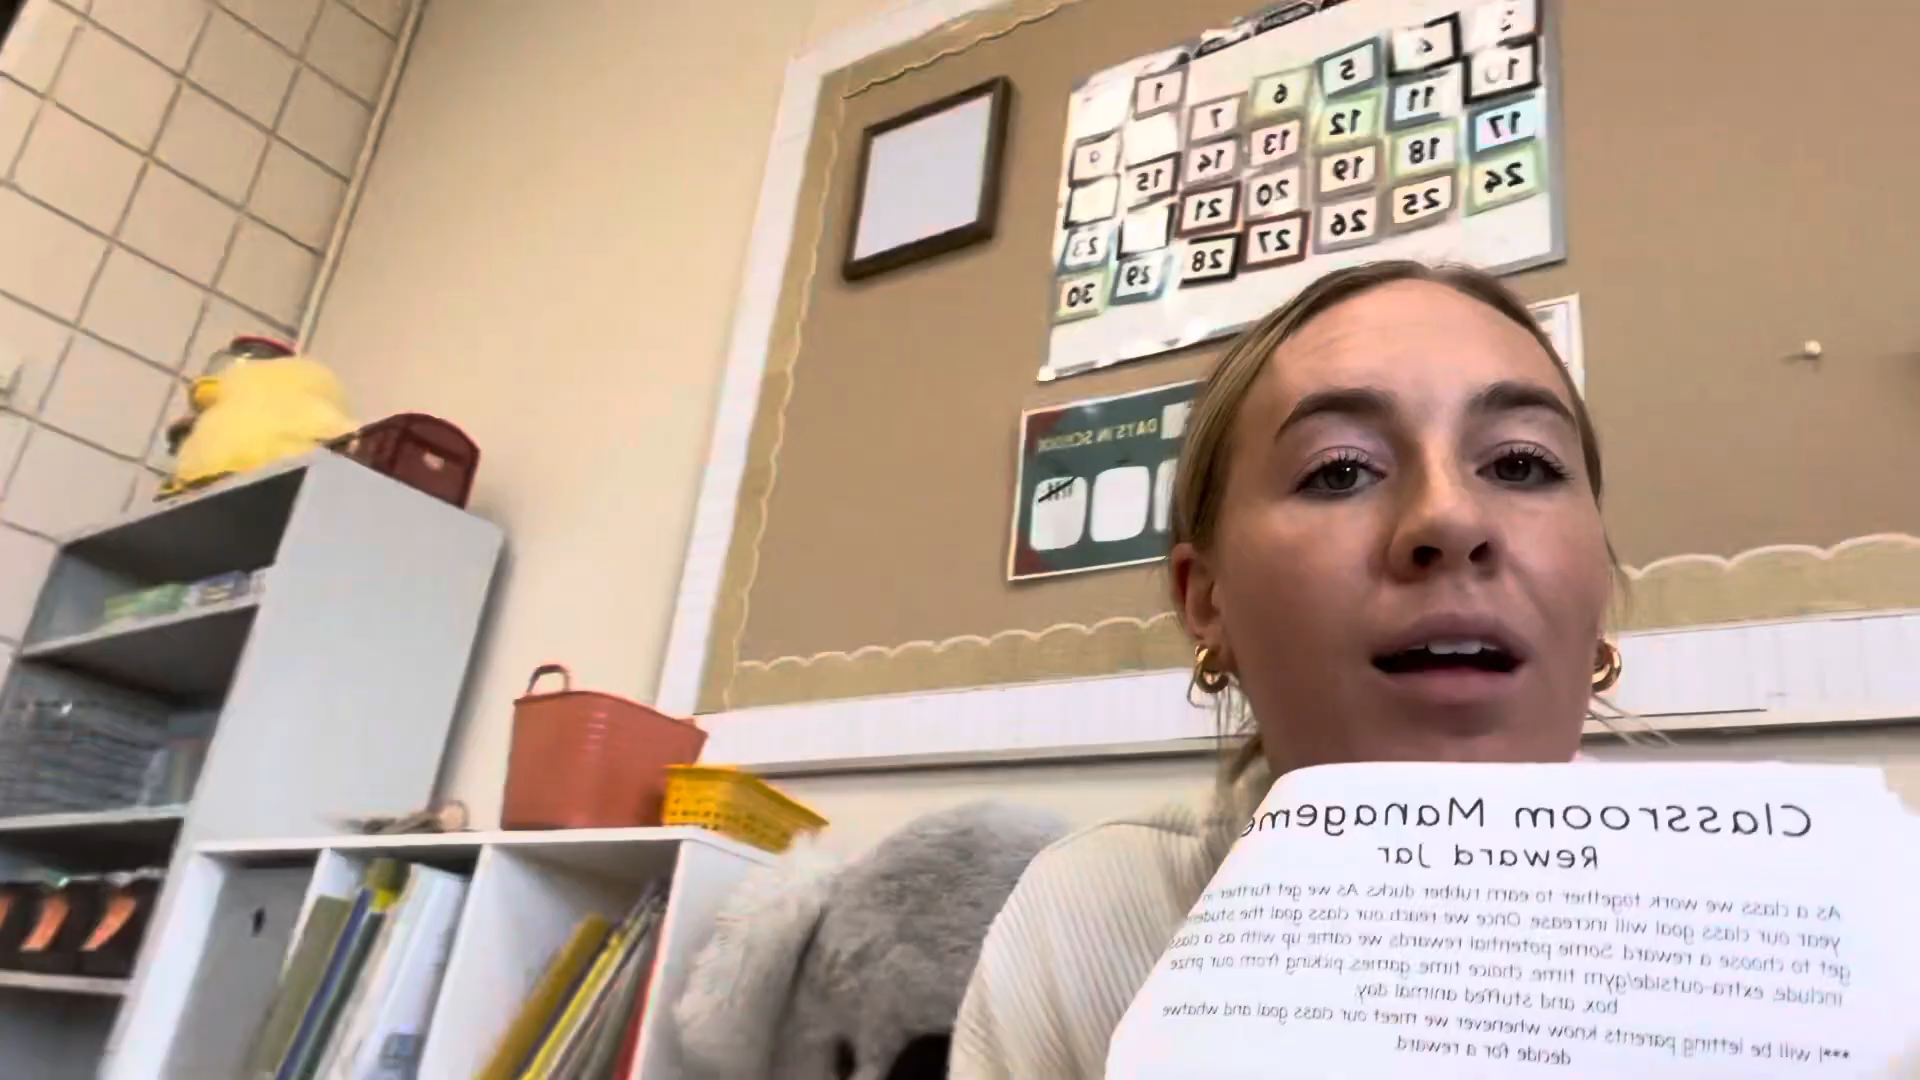 1
5
6
7
10
11
12
13
14
15
17
18
19
20
21
23
24
25
26
27
28
29
30
DAYS IN SCHOOL
Classroom Manageme
Reward Jar
As a class we work together to earn rubber ducks. As we get further
year our class goal will increase. Once we reach our class goal the
get to choose a reward. Some potential rewards we came up with as a
include, extra-outside/gym time, choice time, games, picking from our prize
box, and stuffed animal day.
***I will be letting parents know whenever we meet our class goal and whatwe
decide for a reward.